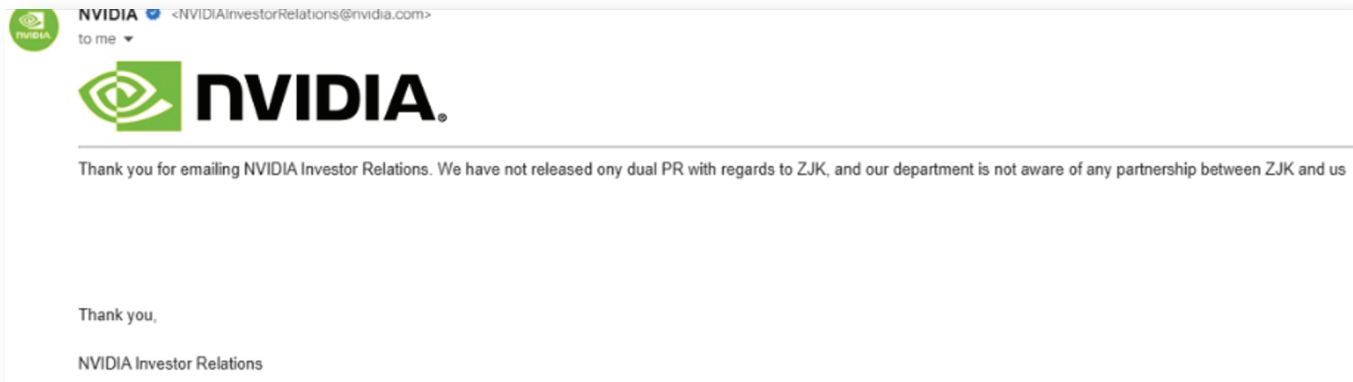 NVIDIA <NVIDIAInvestorRelations@nvidia.com>
to me
NVIDIA
NVIDIA.®
Thank you for emailing NVIDIA Investor Relations. We have not released ony dual PR with regards to ZJK, and our department is not aware of any partnership between ZJK and us
Thank you,
NVIDIA Investor Relations